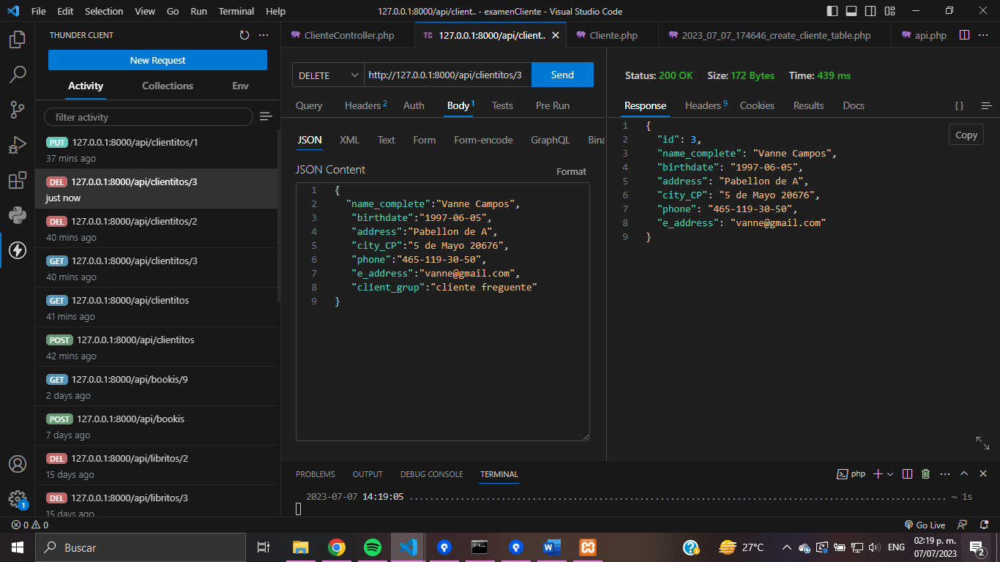 File Edit Selection View Go Run Terminal Help
127.0.0.1:8000/api/client.. - examenCliente - Visual Studio Code
THUNDER CLIENT
New Request
Activity Collections Env
filter activity
PUT 127.0.0.1:8000/api/clientitos/1
37 mins ago
DEL 127.0.0.1:8000/api/clientitos/3
just now
DEL 127.0.0.1:8000/api/clientitos/2
40 mins ago
GET 127.0.0.1:8000/api/clientitos/3
40 mins ago
GET 127.0.0.1:8000/api/clientitos
41 mins ago
POST 127.0.0.1:8000/api/clientitos
42 mins ago
GET 127.0.0.1:8000/api/bookis/9
2 days ago
POST 127.0.0.1:8000/api/bookis
7 days ago
DEL 127.0.0.1:8000/api/libritos/2
15 days ago
DEL 127.0.0.1:8000/api/libritos/3
15 days ago
ClienteController.php TC 127.0.0.1:8000/api/client.. Cliente.php 2023_07_07_174646_create_cliente_table.php api.php
DELETE http://127.0.0.1:8000/api/clientitos/3 Send
Query Headers 2 Auth Body 1 Tests Pre Run
JSON XML Text Form Form-encode GraphQL Bina
JSON Content Format
1 {
2 "name_complete":"Vanne Campos",
3 "birthdate":"1997-06-05",
4 "address":"Pabellon de A",
5 "city_CP":"5 de Mayo 20676",
6 "phone":"465-119-30-50",
7 "e_address":"vanne@gmail.com",
8 "client_grup":"cliente freguente"
9 }
Status: 200 OK Size: 172 Bytes Time: 439 ms
Response Headers 9 Cookies Results Docs { }
Copy
1 {
2 "id": 3,
3 "name_complete": "Vanne Campos",
4 "birthdate": "1997-06-05",
5 "address": "Pabellon de A",
6 "city_CP": "5 de Mayo 20676",
7 "phone": "465-119-30-50",
8 "e_address": "vanne@gmail.com"
9 }
PROBLEMS OUTPUT DEBUG CONSOLE TERMINAL php
2023-07-07 14:19:05 .......................................................................................................... ~ 1s
1
0 0 Go Live
Buscar 27°C ENG 02:19 p. m.
07/07/2023
2